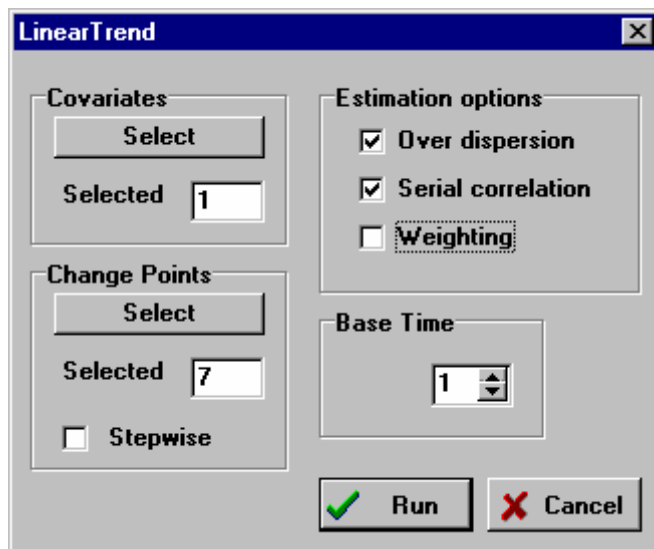 LinearTrend
Covariates
Select
Selected 1
Change Points
Select
Selected 7
Stepwise
Estimation options
Over dispersion
Serial correlation
Weighting
Base Time
1
Run
Cancel